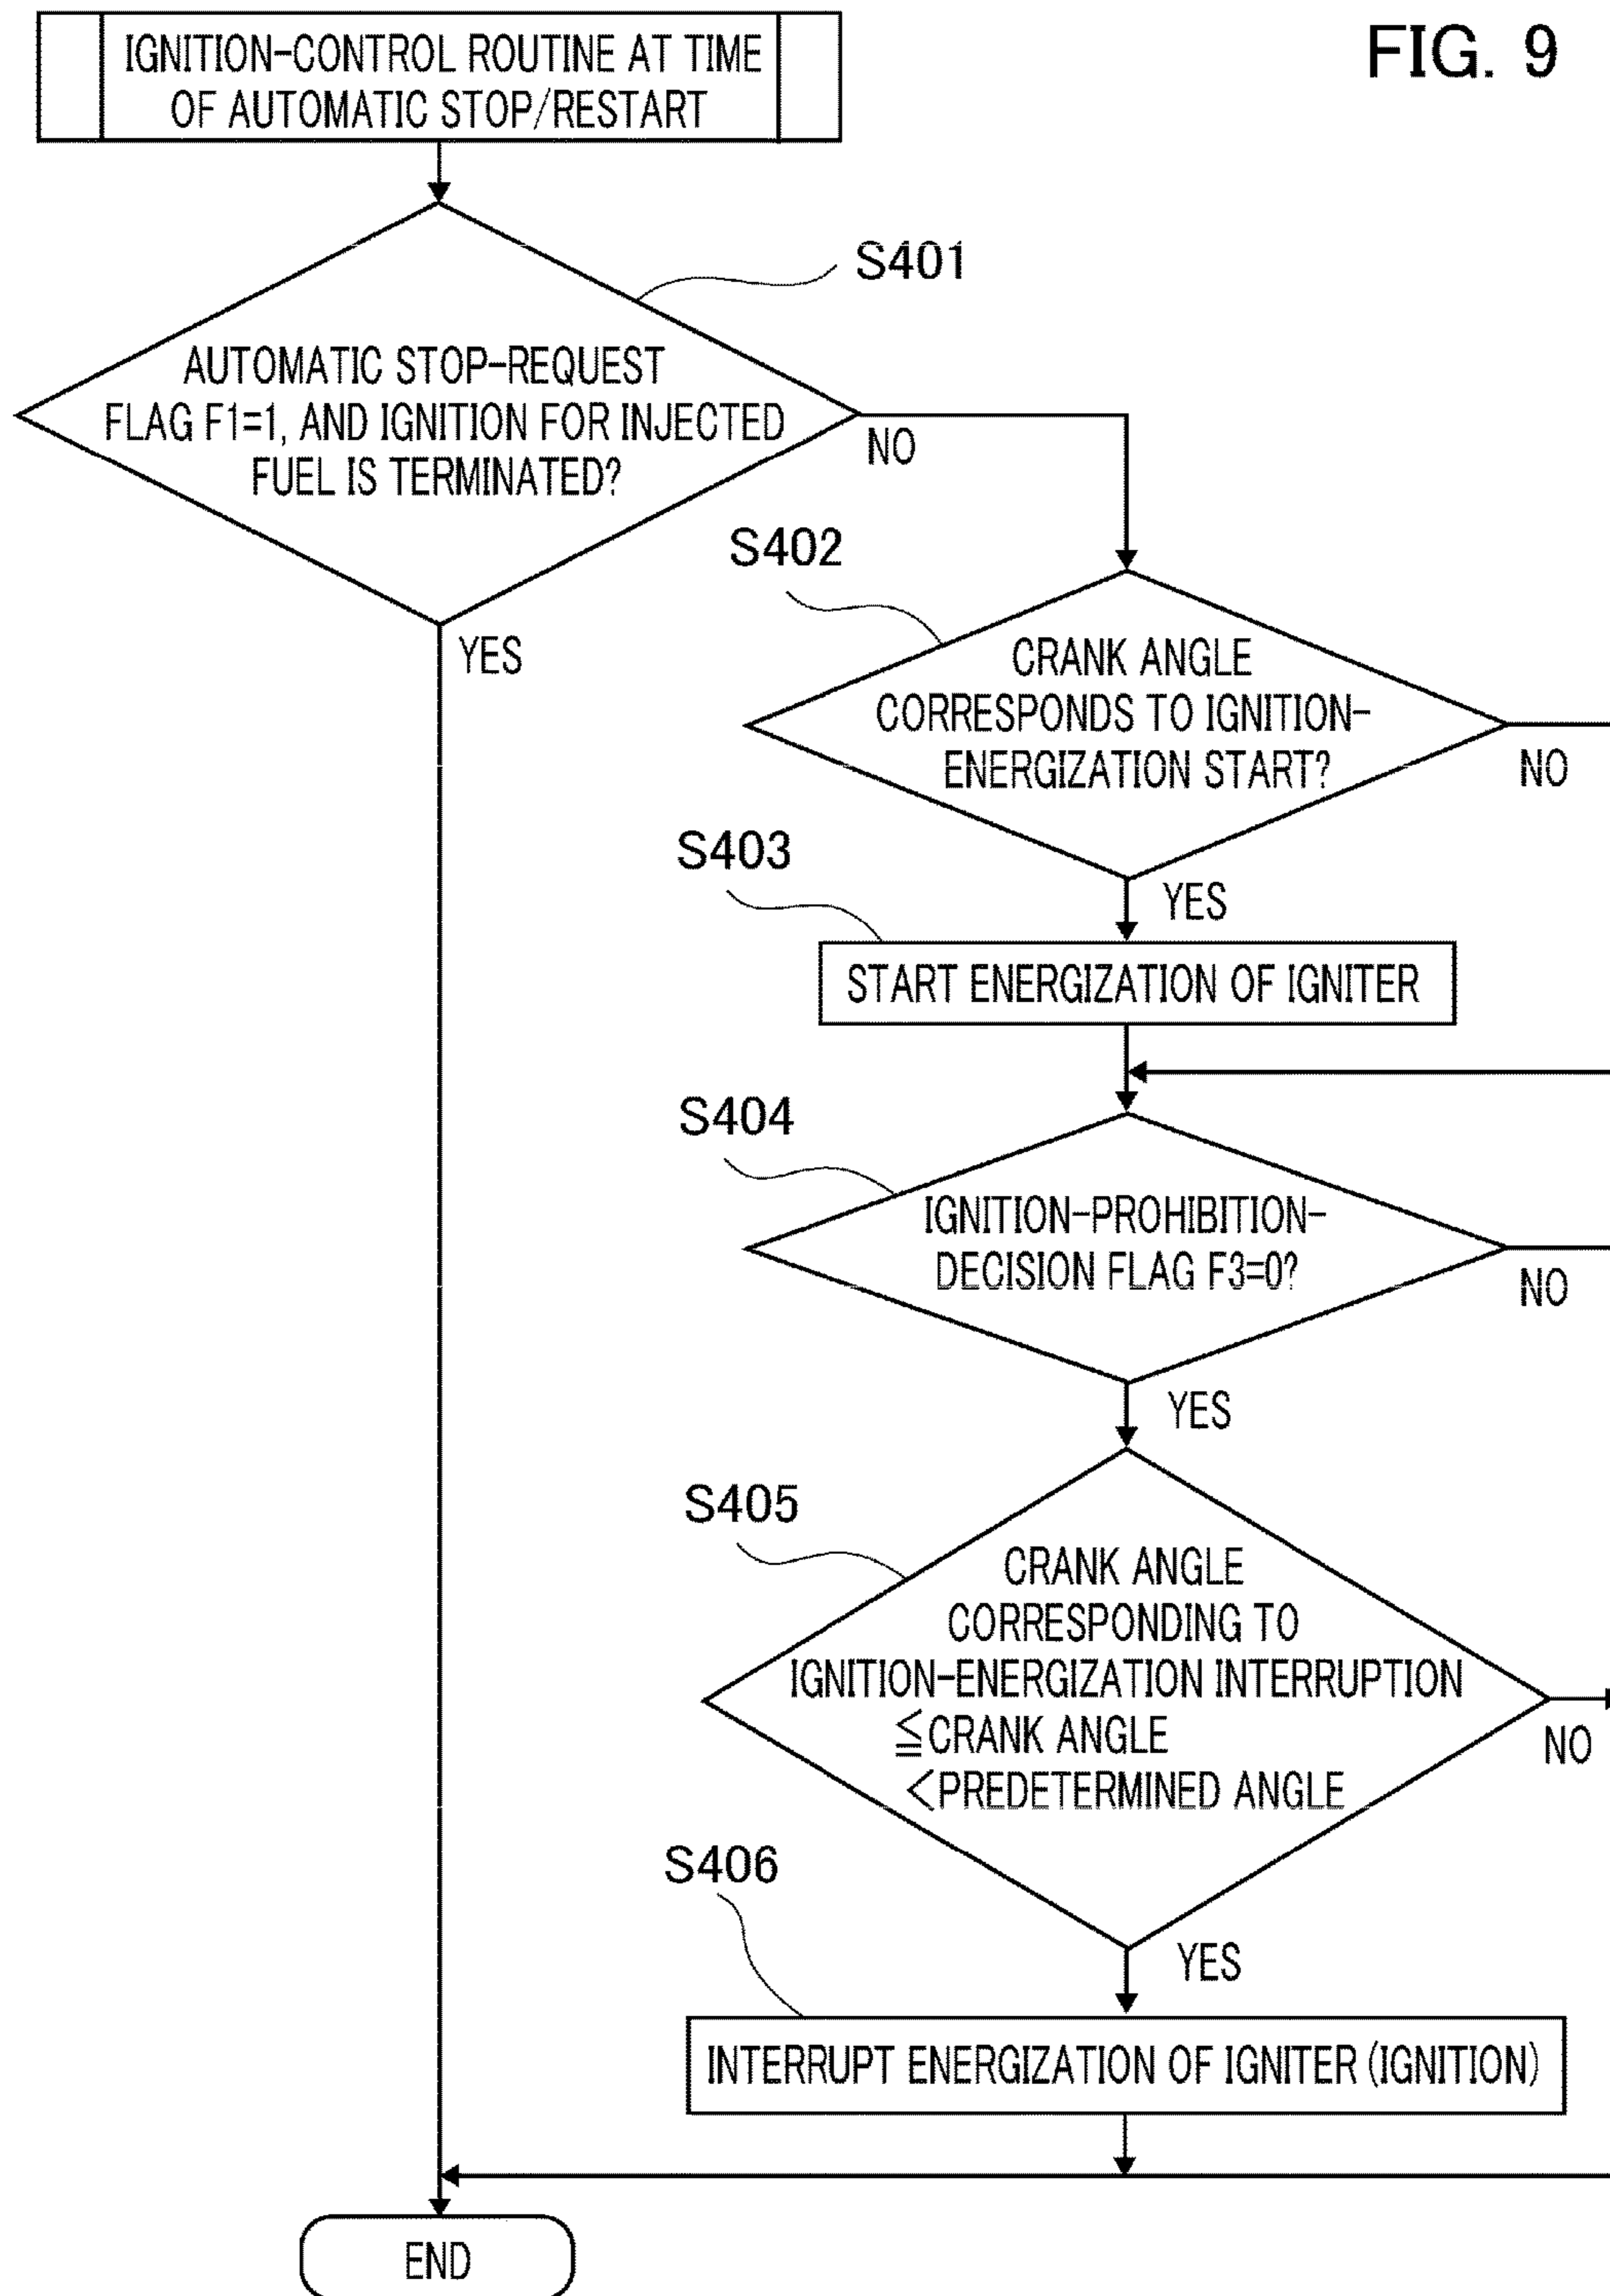 FIG. 9
IGNITION-CONTROL ROUTINE AT TIME
OF AUTOMATIC STOP/RESTART
S401
AUTOMATIC STOP-REQUEST
FLAG F1=1, AND IGNITION FOR INJECTED
FUEL IS TERMINATED?
NO
YES
S402
CRANK ANGLE
CORRESPONDS TO IGNITION-
ENERGIZATION START?
NO
YES
S403
START ENERGIZATION OF IGNITER
S404
IGNITION-PROHIBITION-
DECISION FLAG F3=0?
NO
YES
S405
CRANK ANGLE
CORRESPONDING TO
IGNITION-ENERGIZATION INTERRUPTION
≦CRANK ANGLE
<PREDETERMINED ANGLE
NO
YES
S406
INTERRUPT ENERGIZATION OF IGNITER (IGNITION)
END